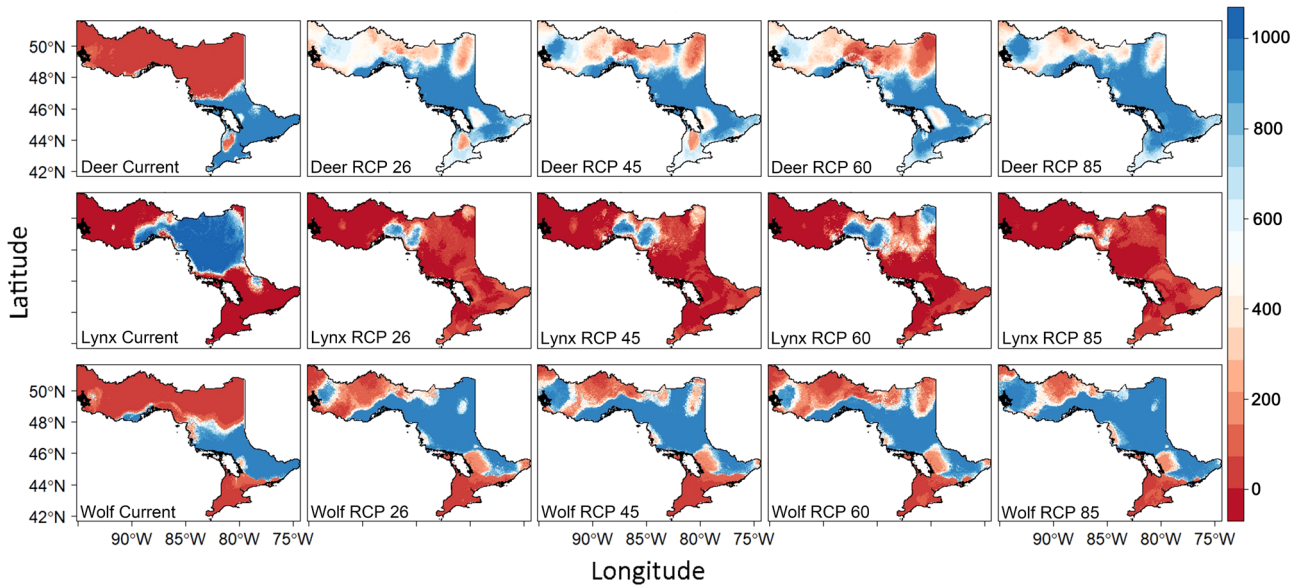 50°N
48°N
46°N
44°N
42°N
Deer Current
Deer RCP 26
Deer RCP 45
Deer RCP 60
Deer RCP 85
Latitude
Lynx Current
Lynx RCP 26
Lynx RCP 45
Lynx RCP 60
Lynx RCP 85
50°N
48°N
46°N
44°N
42°N
Wolf Current
Wolf RCP 26
Wolf RCP 45
Wolf RCP 60
Wolf RCP 85
90°W 85°W 80°W 75°W
90°W 85°W 80°W 75°W
90°W 85°W 80°W 75°W
Longitude
1000
800
600
400
200
0